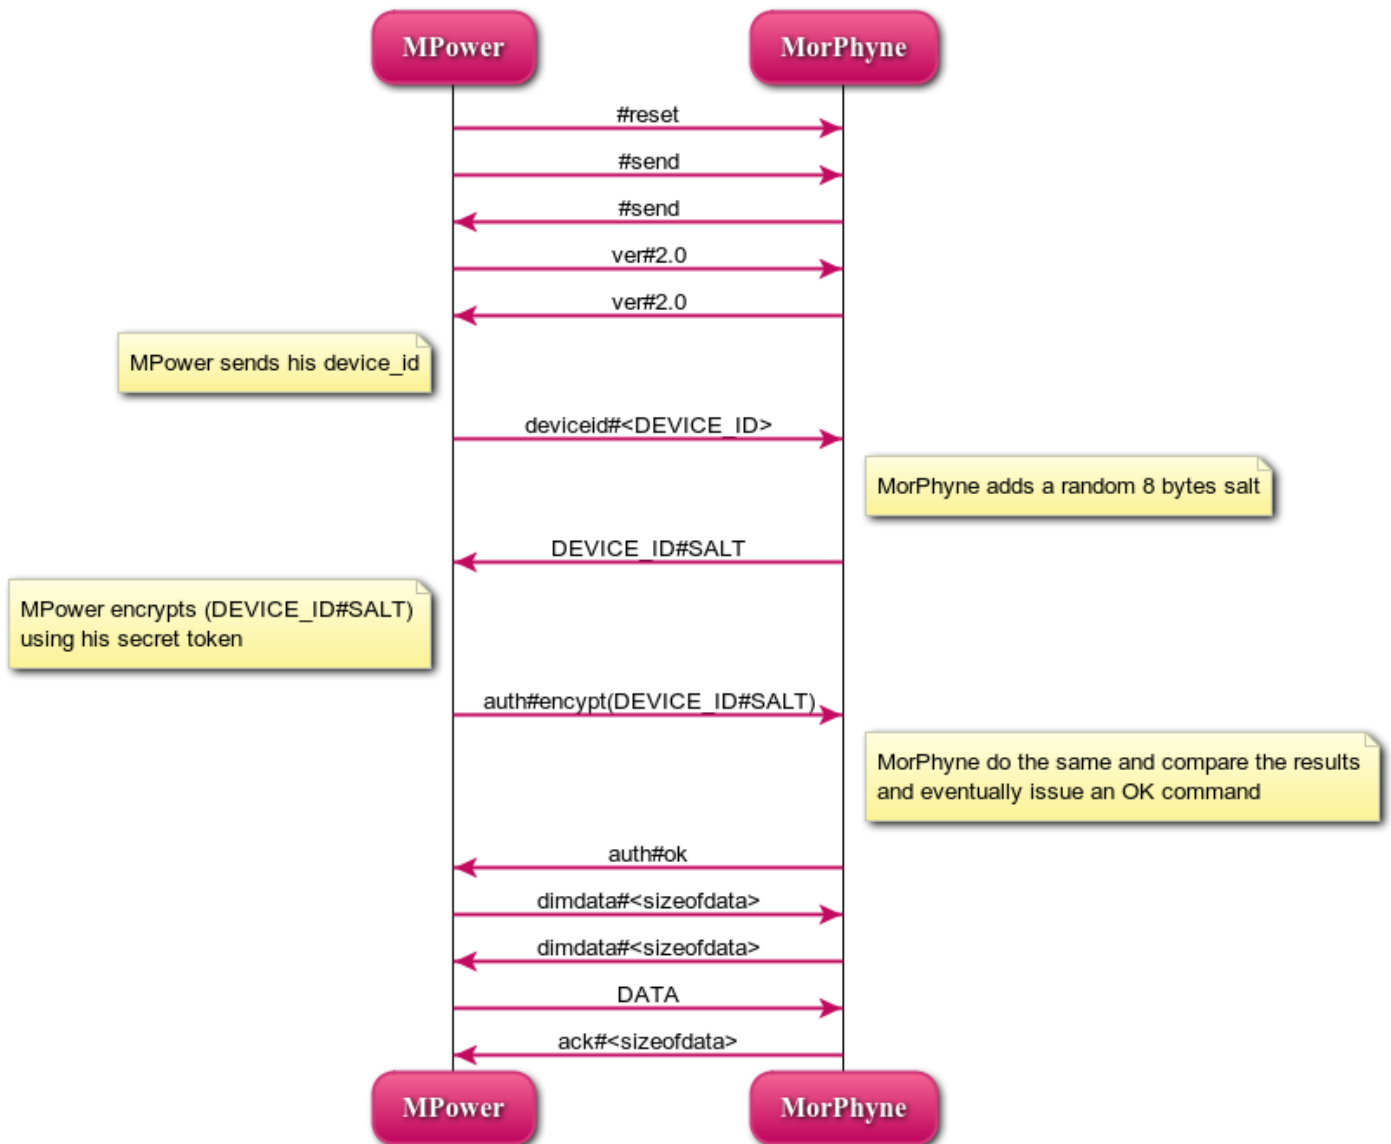 MPower
MorPhyne
#reset
#send
#send
ver#2.0
ver#2.0
MPower sends his device_id
deviceid#<DEVICE_ID>
MorPhyne adds a random 8 bytes salt
DEVICE_ID#SALT
MPower encrypts (DEVICE_ID#SALT)
using his secret token
auth#encypt(DEVICE_ID#SALT)
MorPhyne do the same and compare the results
and eventually issue an OK command
auth#ok
dimdata#<sizeofdata>
dimdata#<sizeofdata>
DATA
ack#<sizeofdata>
MPower
MorPhyne